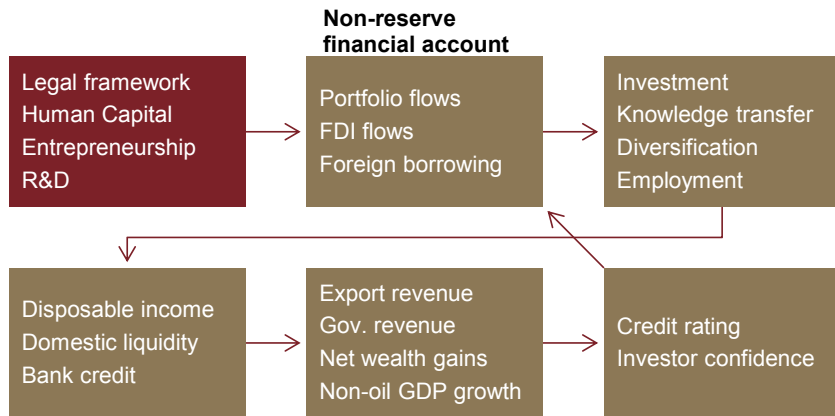 Non-reserve
financial account
Legal framework
Human Capital
Entrepreneurship
R&D
Portfolio flows
FDI flows
Foreign borrowing
Investment
Knowledge transfer
Diversification
Employment
Disposable income
Domestic liquidity
Bank credit
Export revenue
Gov. revenue
Net wealth gains
Non-oil GDP growth
Credit rating
Investor confidence